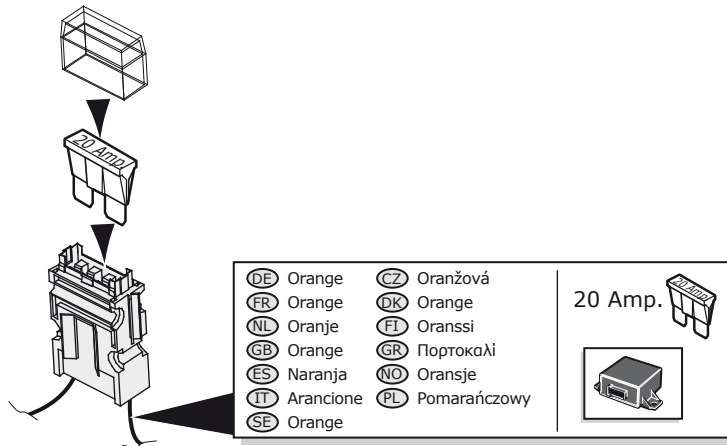 20 Amp.
DE Orange
FR Orange
NL Oranje
GB Orange
ES Naranja
IT Arancione
SE Orange
CZ Oranžová
DK Orange
FI Oranssi
GR Πορτοκαλί
NO Oransje
PL Pomarańczowy
20 Amp.
20 Amp.